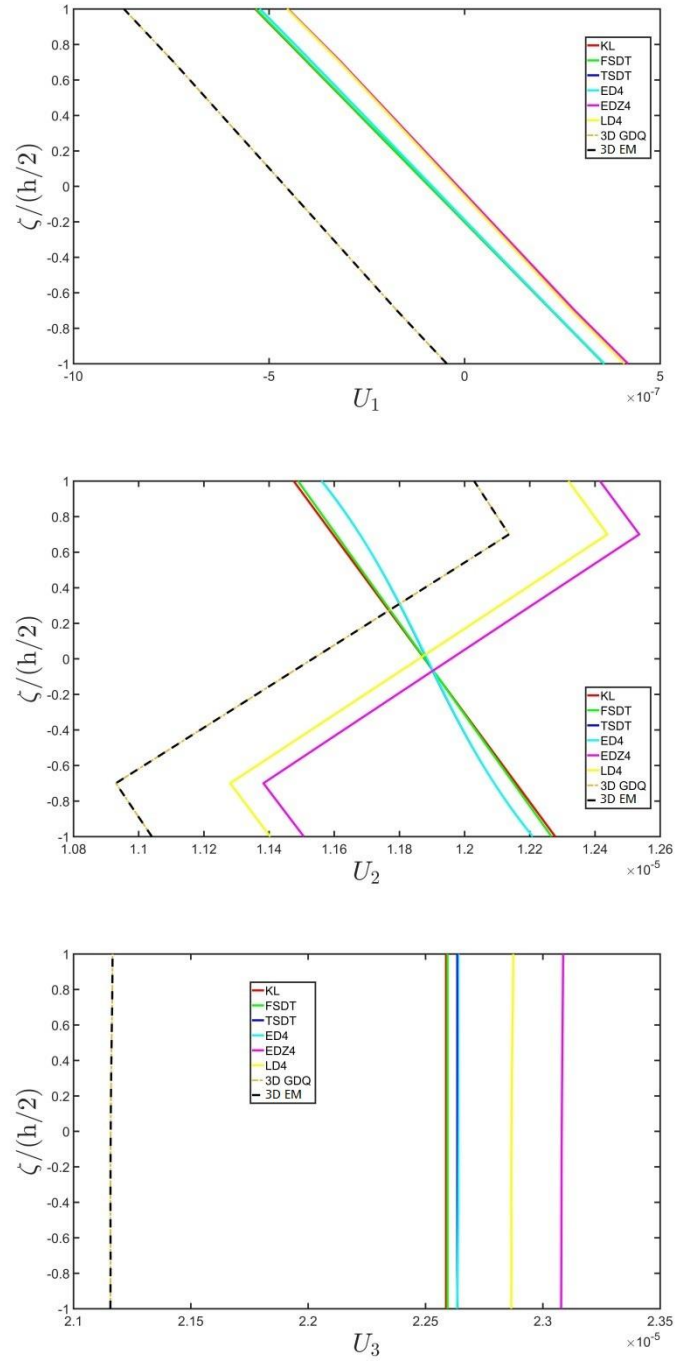 1
0.8
0.6
0.4
0.2
0
-0.2
-0.4
-0.6
-0.8
-1
ζ/(h/2)
KL
FSDT
TSDT
ED4
EDZ4
LD4
3D GDQ
3D EM
-10 -5 0 5
U₁ ×10⁻⁷
1
0.8
0.6
0.4
0.2
0
-0.2
-0.4
-0.6
-0.8
-1
ζ/(h/2)
KL
FSDT
TSDT
ED4
EDZ4
LD4
3D GDQ
3D EM
1.08 1.1 1.12 1.14 1.16 1.18 1.2 1.22 1.24 1.26
U₂ ×10⁻⁵
1
0.8
0.6
0.4
0.2
0
-0.2
-0.4
-0.6
-0.8
-1
ζ/(h/2)
KL
FSDT
TSDT
ED4
EDZ4
LD4
3D GDQ
3D EM
2.1 2.15 2.2 2.25 2.3 2.35
U₃ ×10⁻⁵